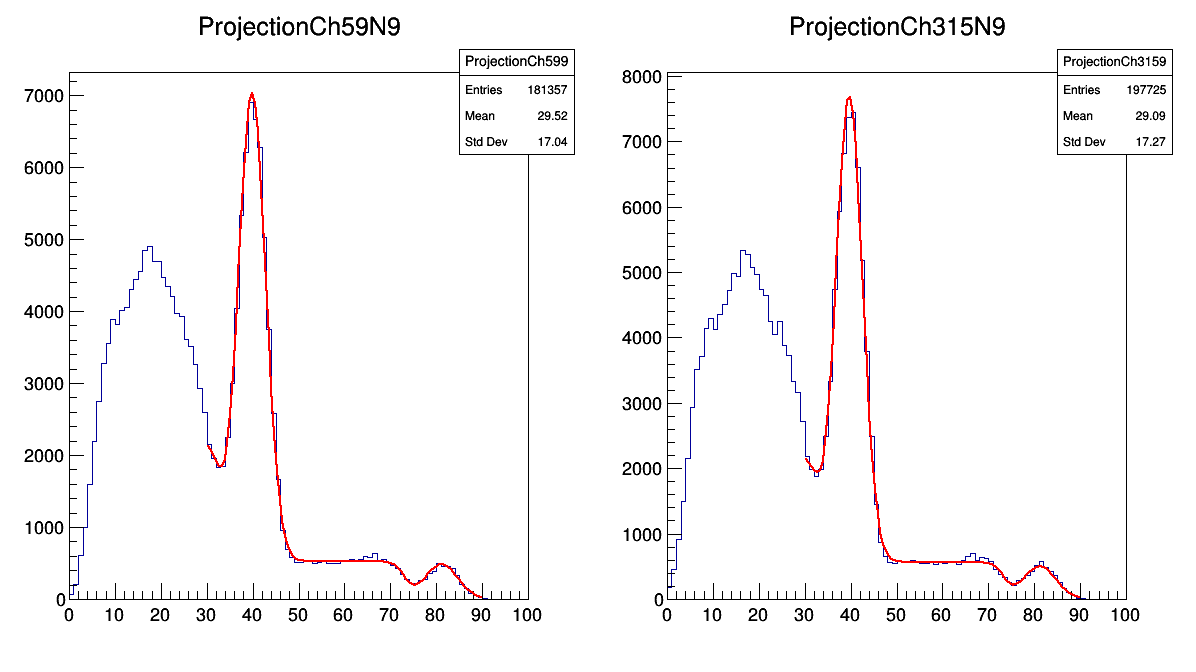 ProjectionCh59N9
ProjectionCh599
Entries 181357
Mean 29.52
Std Dev 17.04
7000
6000
5000
4000
3000
2000
1000
0
0 10 20 30 40 50 60 70 80 90 100
ProjectionCh315N9
ProjectionCh3159
Entries 197725
Mean 29.09
Std Dev 17.27
8000
7000
6000
5000
4000
3000
2000
1000
0
0 10 20 30 40 50 60 70 80 90 100